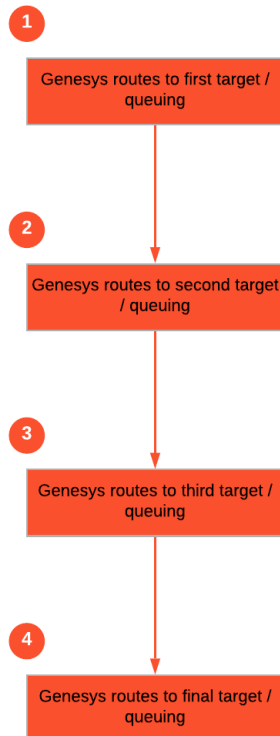 1
Genesys routes to first target /
queuing
2
Genesys routes to second target
/ queuing
3
Genesys routes to third target /
queuing
4
Genesys routes to final target /
queuing